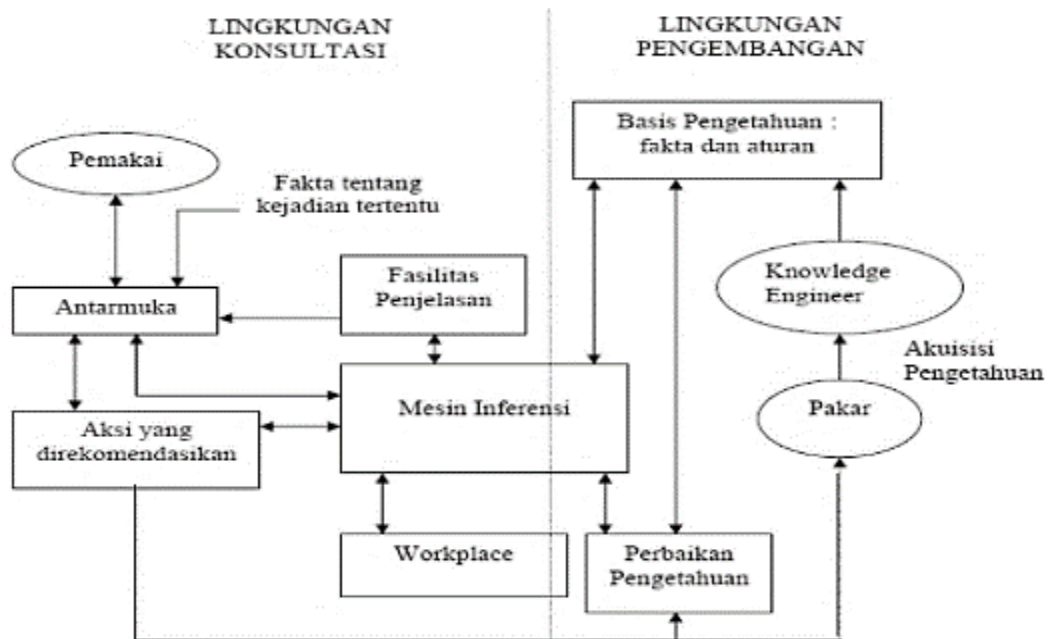 LINGKUNGAN
KONSULTASI
LINGKUNGAN
PENGEMBANGAN
Basis Pengetahuan :
fakta dan aturan
Pemakai
Fakta tentang
kejadian tertentu
Fasilitas
Penjelasan
Knowledge
Engineer
Antarmuka
Akuisisi
Pengetahuan
Mesin Inferensi
Pakar
Aksi yang
direkomendasikan
Workplace
Perbaikan
Pengetahuan